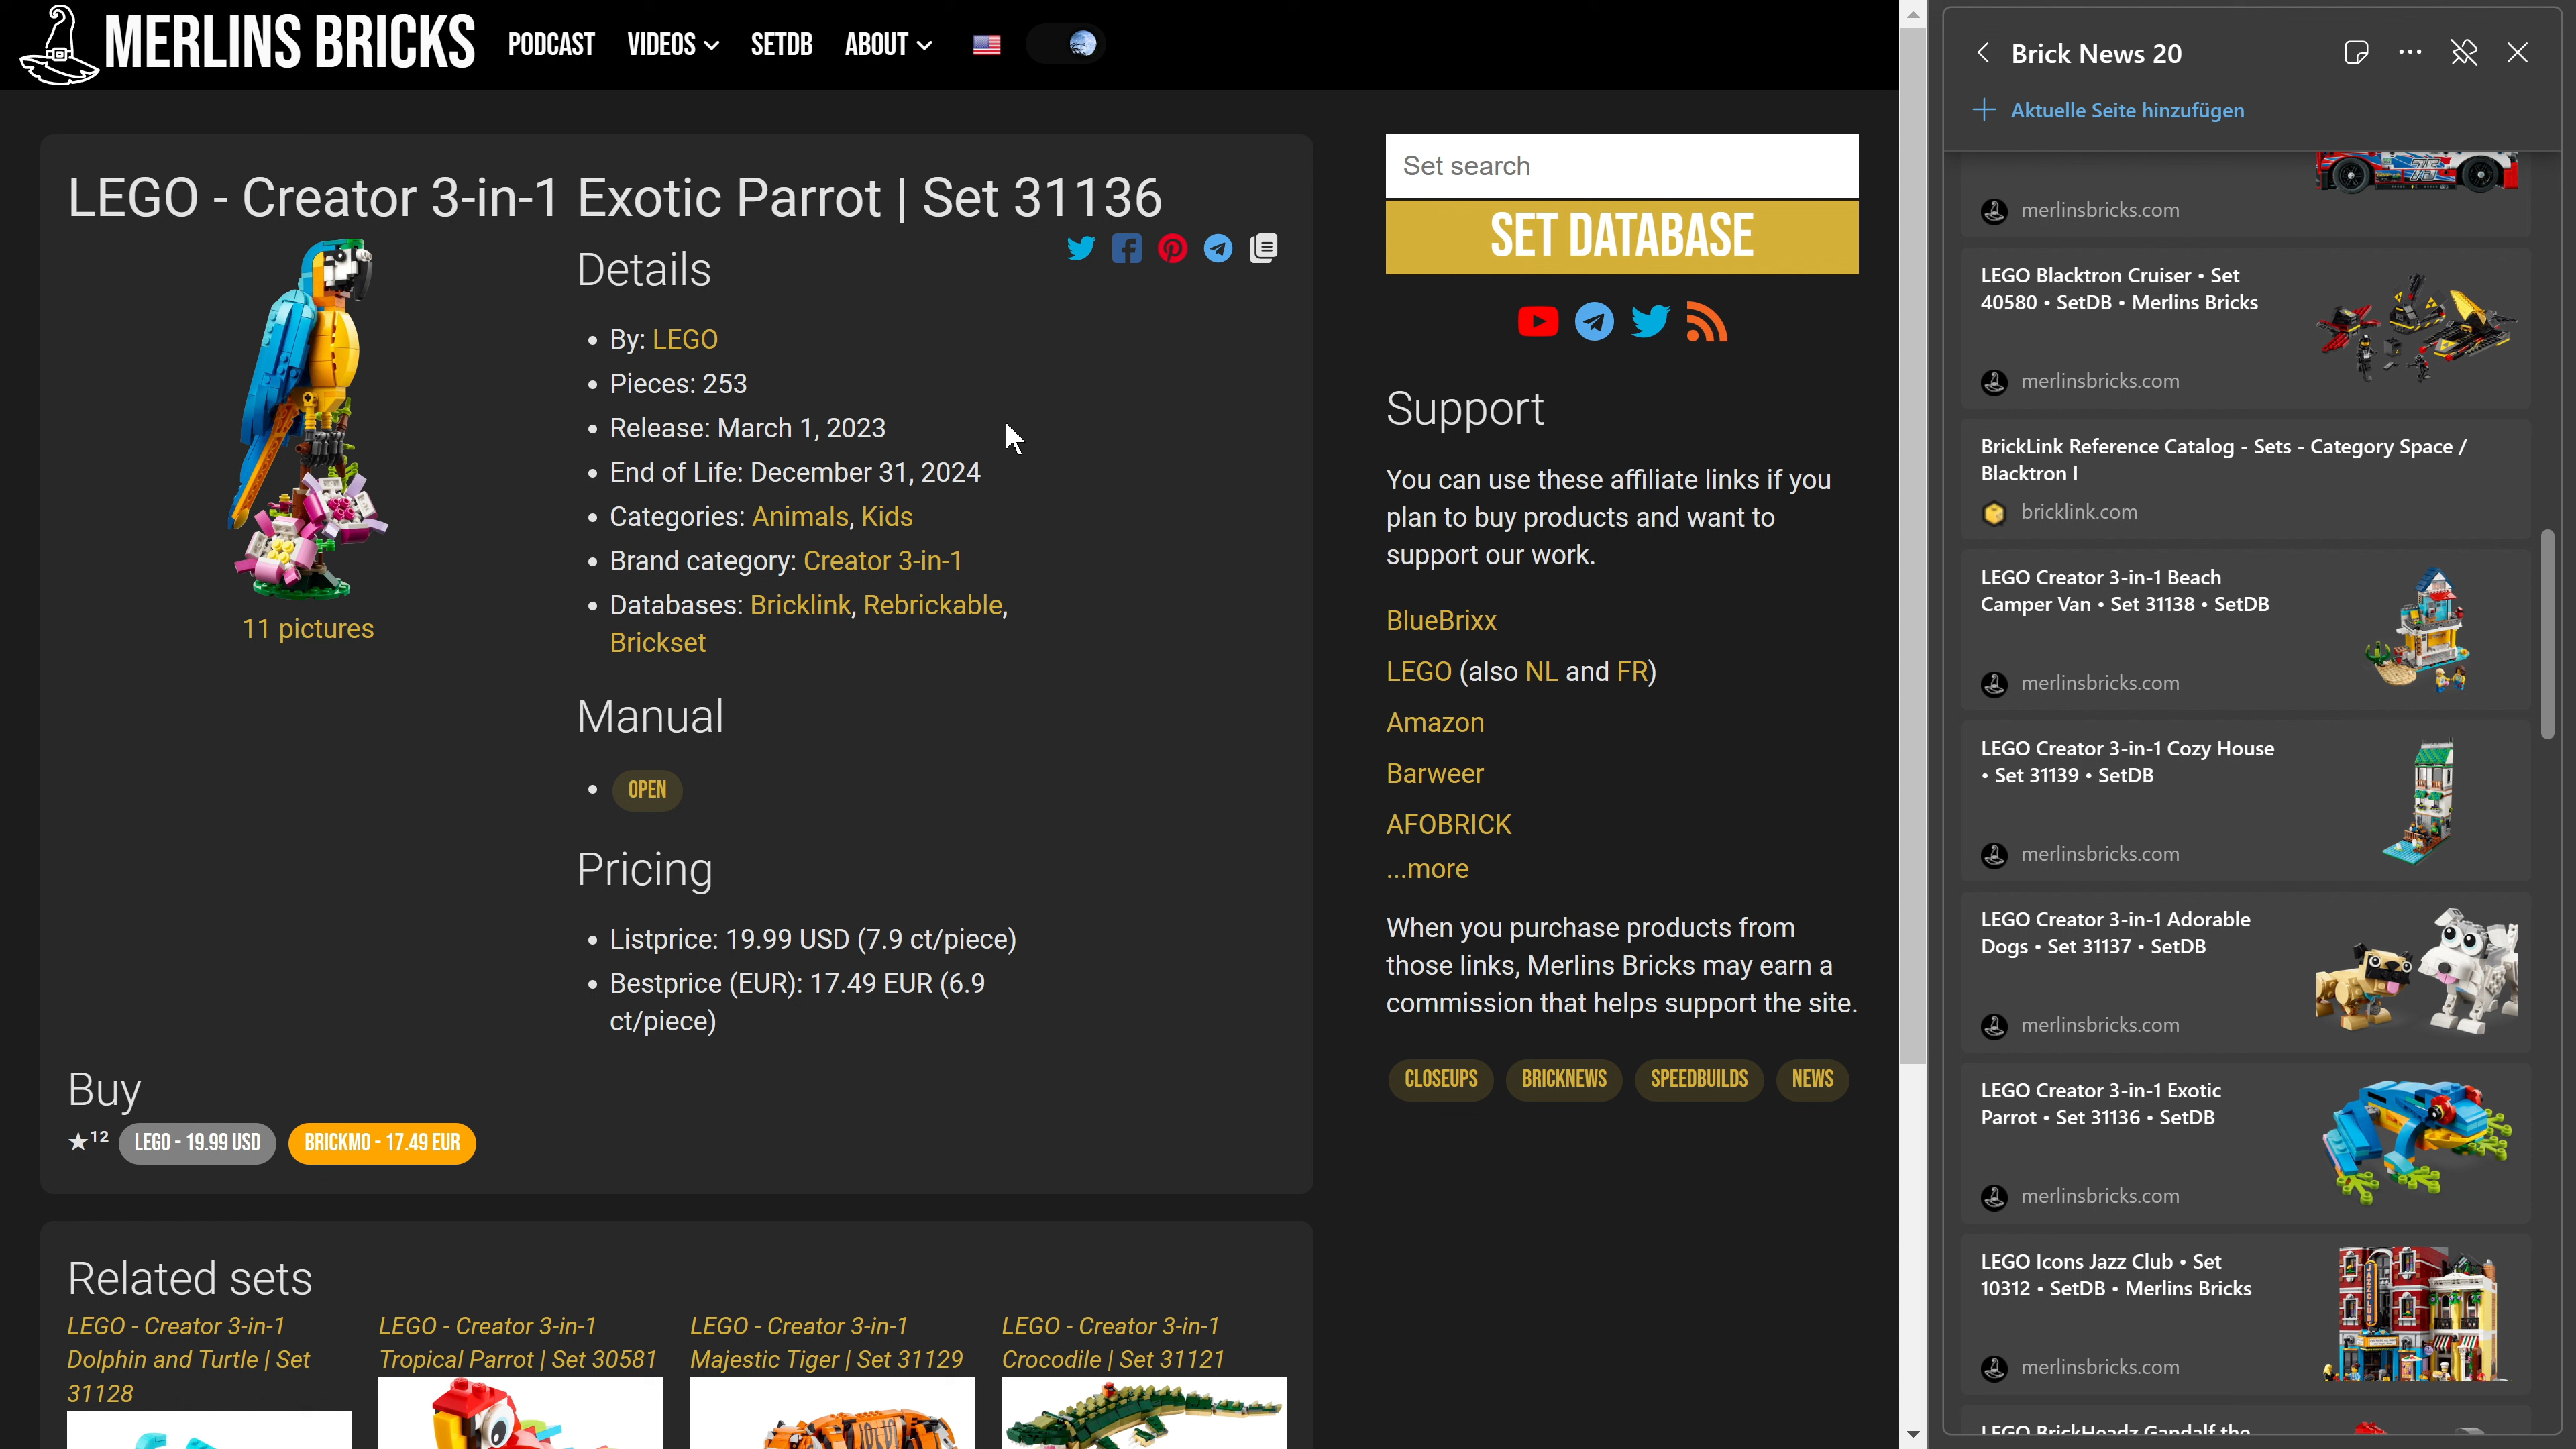 MERLINS BRICKS
PODCAST VIDEOS SETDB ABOUT
LEGO - Creator 3-in-1 Exotic Parrot | Set 31136
11 pictures
Details
• By: LEGO
• Pieces: 253
• Release: March 1, 2023
• End of Life: December 31, 2024
• Categories: Animals, Kids
• Brand category: Creator 3-in-1
• Databases: Bricklink, Rebrickable,
Brickset
Manual
• OPEN
Pricing
• Listprice: 19.99 USD (7.9 ct/piece)
• Bestprice (EUR): 17.49 EUR (6.9
ct/piece)
Buy
★12 LEGO - 19.99 USD BRICKMO - 17.49 EUR
Related sets
LEGO - Creator 3-in-1
Dolphin and Turtle | Set
31128
LEGO - Creator 3-in-1
Tropical Parrot | Set 30581
LEGO - Creator 3-in-1
Majestic Tiger | Set 31129
LEGO - Creator 3-in-1
Crocodile | Set 31121
Set search
SET DATABASE
Support
You can use these affiliate links if you
plan to buy products and want to
support our work.
BlueBrixx
LEGO (also NL and FR)
Amazon
Barweer
AFOBRICK
...more
When you purchase products from
those links, Merlins Bricks may earn a
commission that helps support the site.
CLOSEUPS BRICKNEWS SPEEDBUILDS NEWS
Brick News 20
Aktuelle Seite hinzufügen
merlinsbricks.com
LEGO Blacktron Cruiser • Set
40580 • SetDB • Merlins Bricks
merlinsbricks.com
BrickLink Reference Catalog - Sets - Category Space /
Blacktron I
bricklink.com
LEGO Creator 3-in-1 Beach
Camper Van • Set 31138 • SetDB
merlinsbricks.com
LEGO Creator 3-in-1 Cozy House
• Set 31139 • SetDB
merlinsbricks.com
LEGO Creator 3-in-1 Adorable
Dogs • Set 31137 • SetDB
merlinsbricks.com
LEGO Creator 3-in-1 Exotic
Parrot • Set 31136 • SetDB
merlinsbricks.com
LEGO Icons Jazz Club • Set
10312 • SetDB • Merlins Bricks
JAZZ CLUB
merlinsbricks.com
LEGO BrickHeadz Gandalf the